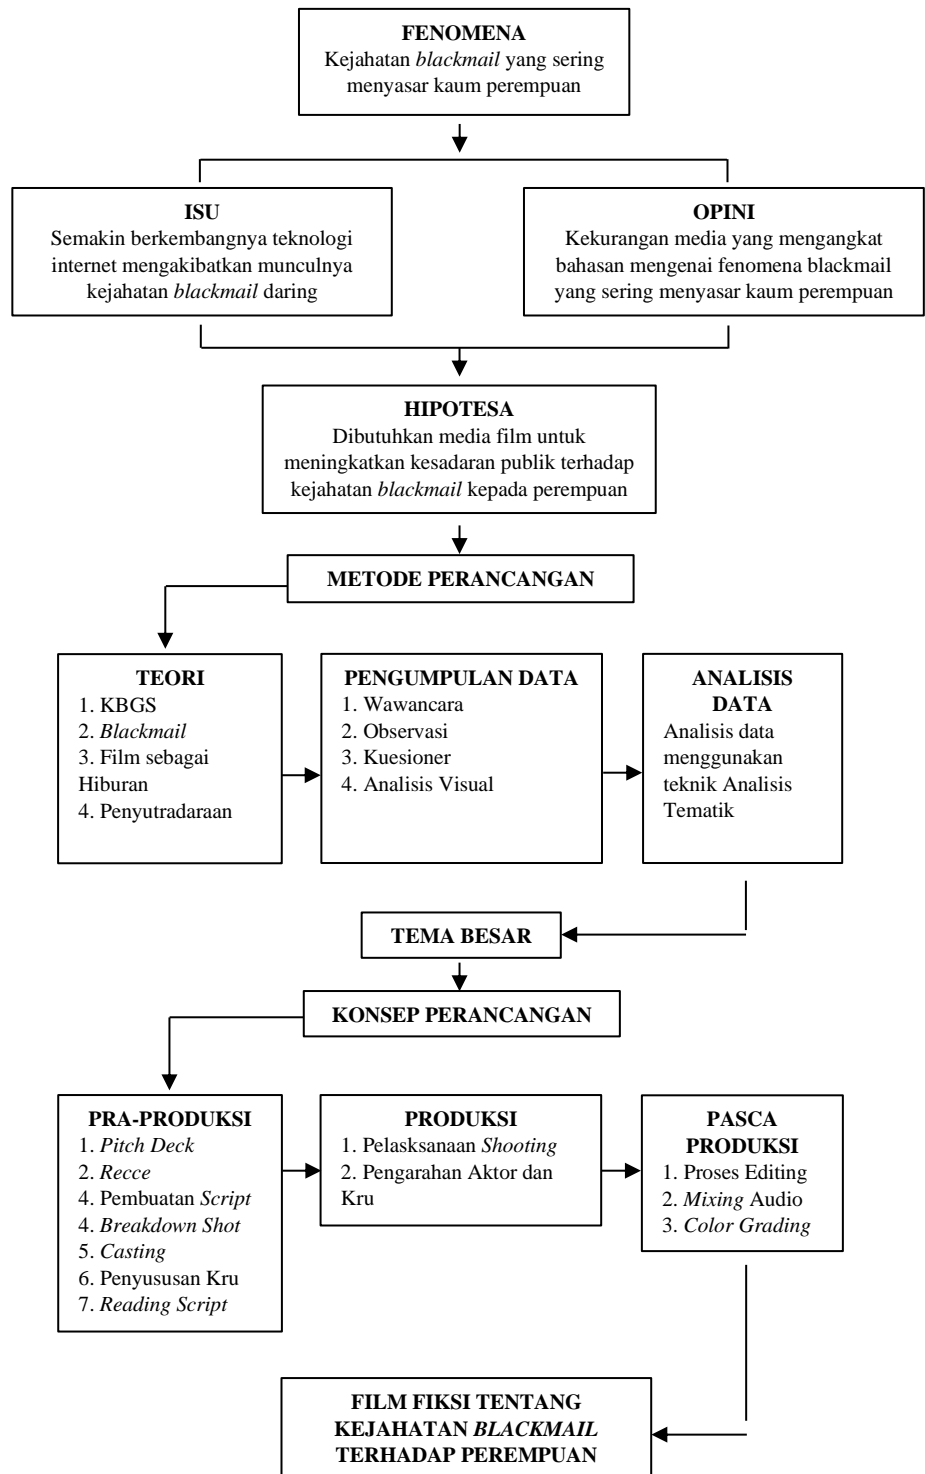 FENOMENA
Kejahatan blackmail yang sering
menyasar kaum perempuan
ISU
Semakin berkembangnya teknologi
internet mengakibatkan munculnya
kejahatan blackmail daring
OPINI
Kekurangan media yang mengangkat
bahasan mengenai fenomena blackmail
yang sering menyasar kaum perempuan
HIPOTESA
Dibutuhkan media film untuk
meningkatkan kesadaran publik terhadap
kejahatan blackmail kepada perempuan
METODE PERANCANGAN
TEORI
1. KBGS
2. Blackmail
3. Film sebagai
Hiburan
4. Penyutradaraan
PENGUMPULAN DATA
1. Wawancara
2. Observasi
3. Kuesioner
4. Analisis Visual
ANALISIS
DATA
Analisis data
menggunakan
teknik Analisis
Tematik
TEMA BESAR
KONSEP PERANCANGAN
PRA-PRODUKSI
1. Pitch Deck
2. Recce
4. Pembuatan Script
4. Breakdown Shot
5. Casting
6. Penyususan Kru
7. Reading Script
PRODUKSI
1. Pelasksanaan Shooting
2. Pengarahan Aktor dan
Kru
PASCA
PRODUKSI
1. Proses Editing
2. Mixing Audio
3. Color Grading
FILM FIKSI TENTANG
KEJAHATAN BLACKMAIL
TERHADAP PEREMPUAN